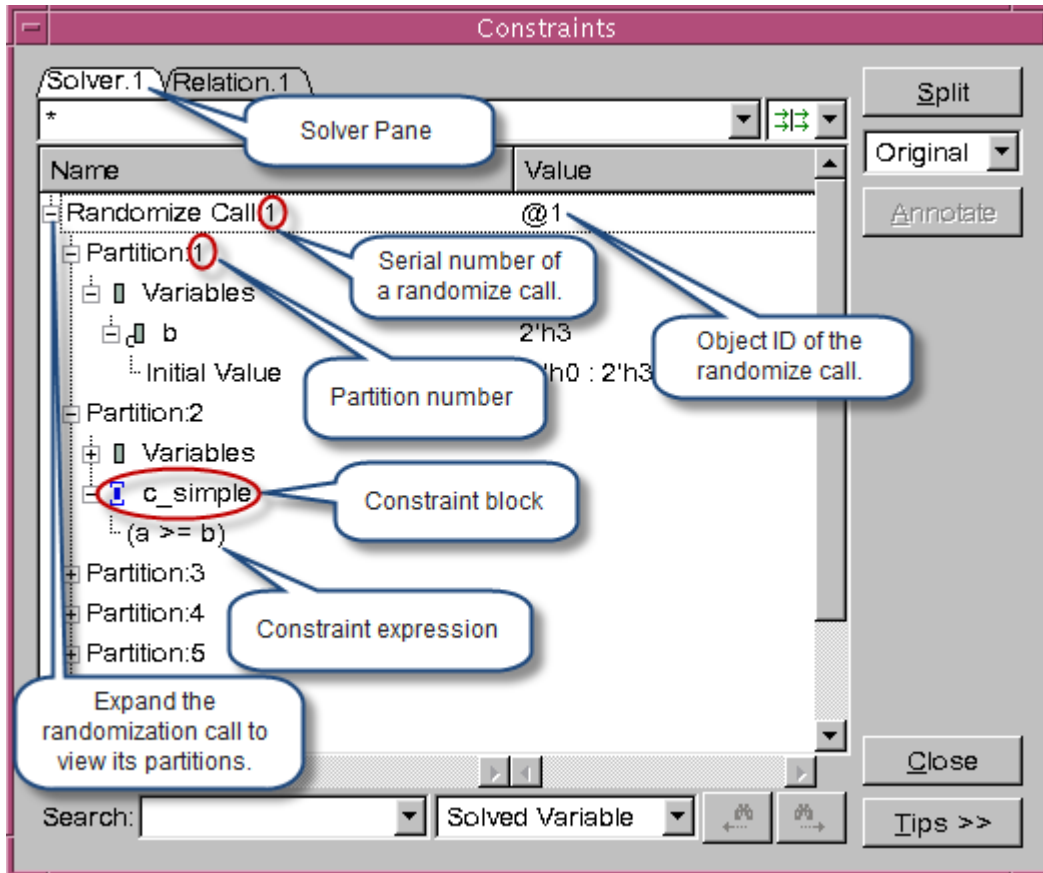 Constraints
Solver.1 Relation.1
Split
*
Solver Pane
Original
Name Value
Randomize Call:1 @1
Annotate
Partition:1
Serial number of
a randomize call.
Variables
b 2'h3
Object ID of the
randomize call.
Initial Value 'h0 : 2'h3
Partition number
Partition:2
Variables
c_simple
Constraint block
(a >= b)
Partition:3
Partition:4
Constraint expression
Partition:5
Expand the
randomization call to
view its partitions.
Close
Search: Solved Variable
Tips >>